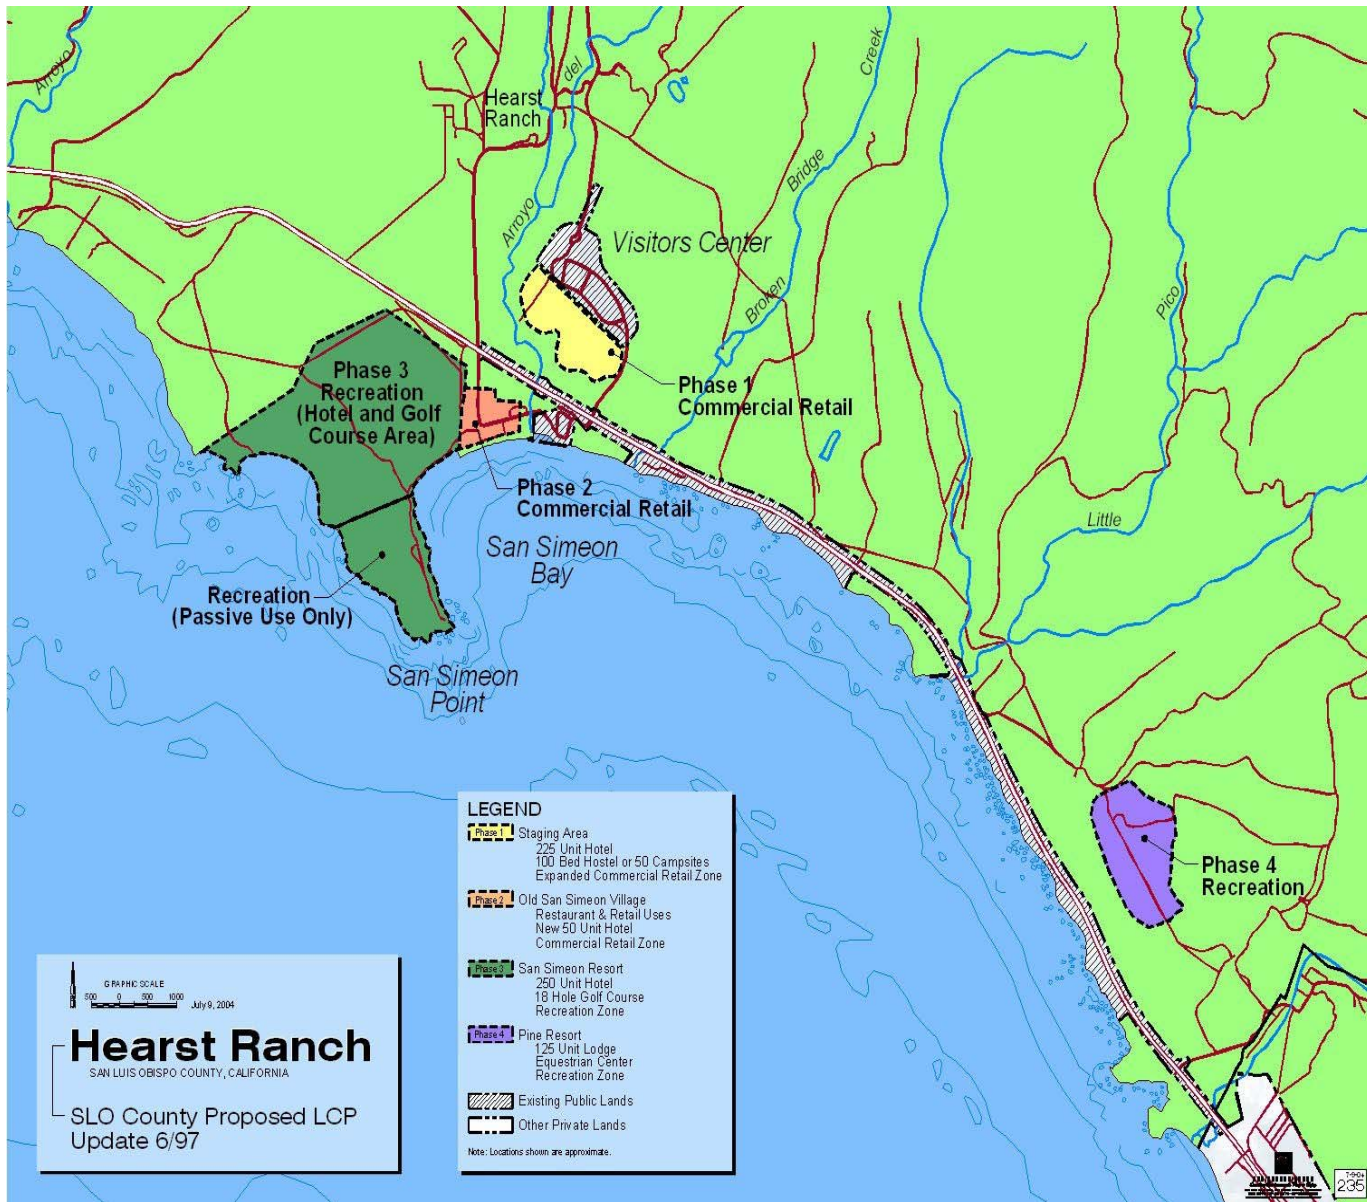 Arroyo
del
Hearst
Ranch
Creek
Bridge
Arroyo
Visitors Center
Broken
Pico
Phase 3
Recreation
(Hotel and Golf
Course Area)
Phase 1
Commercial Retail
Phase 2
Commercial Retail
Little
San Simeon
Bay
Recreation
(Passive Use Only)
San Simeon
Point
Phase 4
Recreation
LEGEND
Phase 1 Staging Area
225 Unit Hotel
100 Bed Hostel or 50 Campsites
Expanded Commercial Retail Zone
Phase 2 Old San Simeon Village
Restaurant & Retail Uses
New 50 Unit Hotel
Commercial Retail Zone
Phase 3 San Simeon Resort
250 Unit Hotel
18 Hole Golf Course
Recreation Zone
Phase 4 Pine Resort
125 Unit Lodge
Equestrian Center
Recreation Zone
Existing Public Lands
Other Private Lands
Note: Locations shown are approximate.
GRAPHIC SCALE
500 0 500 1000 July 9, 2004
Hearst Ranch
SAN LUIS OBISPO COUNTY, CALIFORNIA
SLO County Proposed LCP
Update 6/97
7-9-04
235